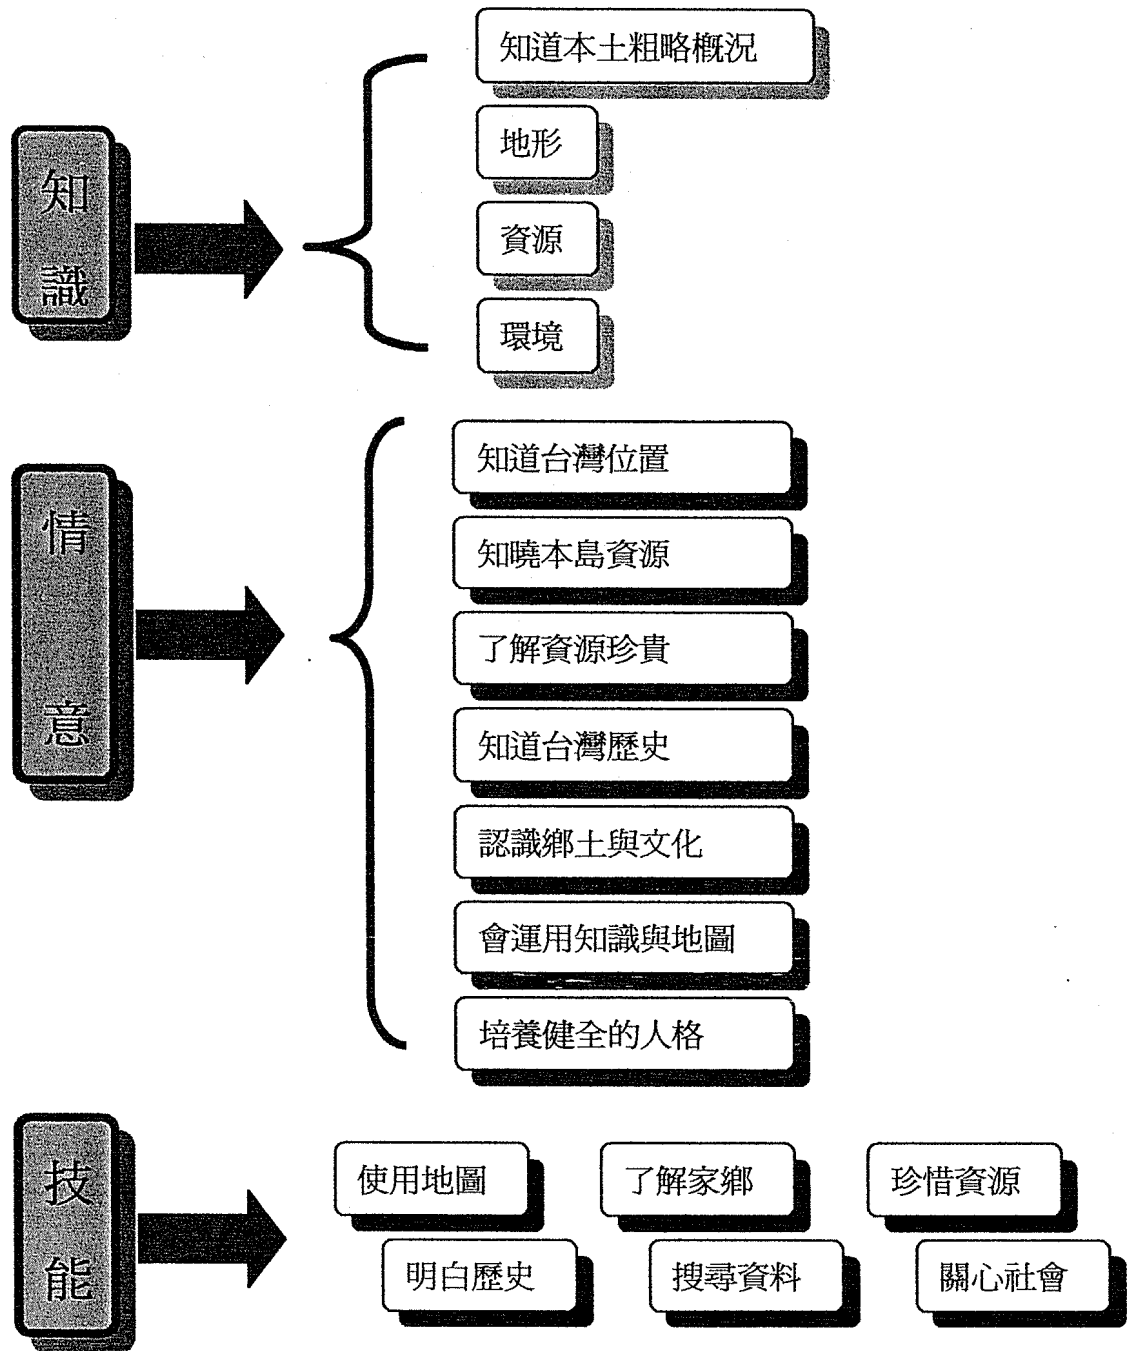 知識
知道本土粗略概況
地形
資源
環境
情意
知道台灣位置
知曉本島資源
了解資源珍貴
知道台灣歷史
認識鄉土與文化
會運用知識與地圖
培養健全的人格
技能
使用地圖
了解家鄉
珍惜資源
明白歷史
搜尋資料
關心社會